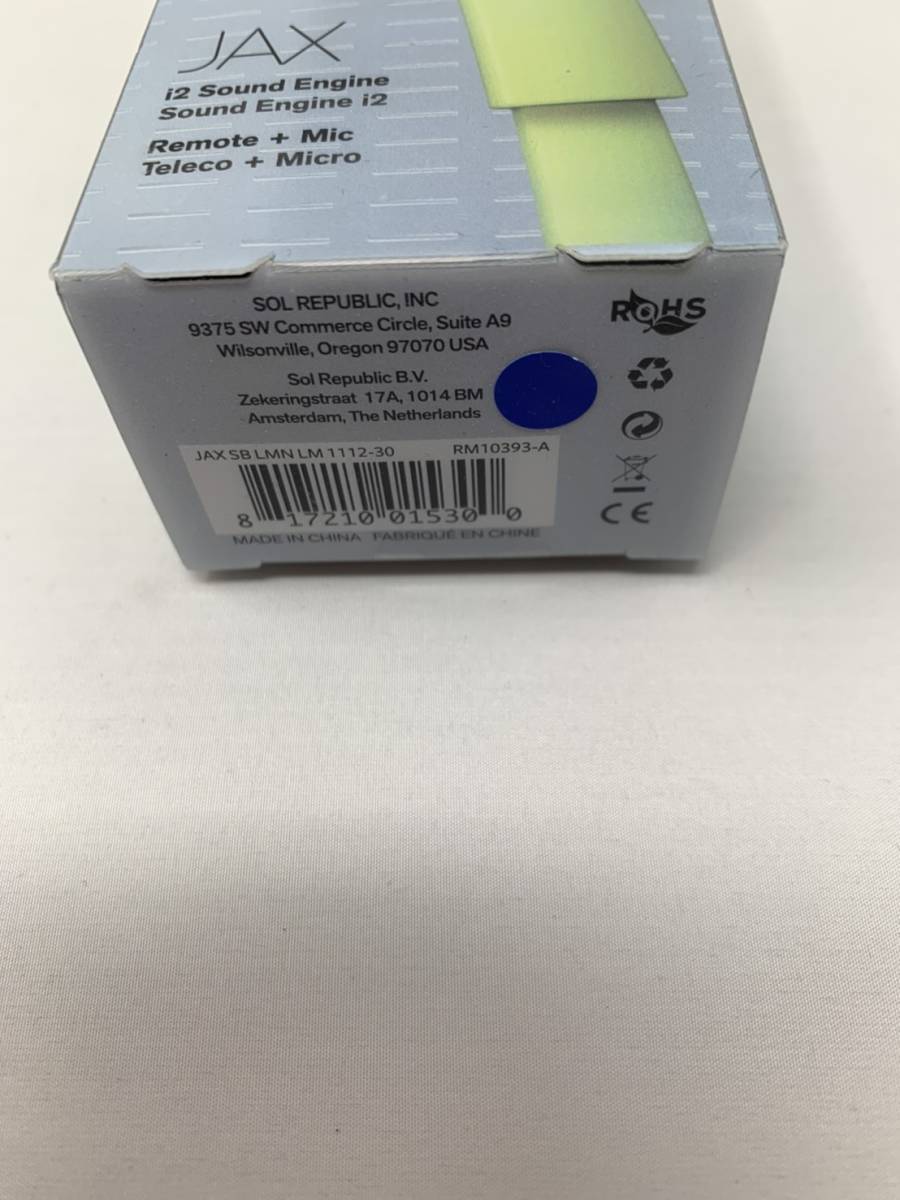 JAX
i2 Sound Engine
Sound Engine i2
Remote + Mic
Teleco + Micro
SOL REPUBLIC, INC
9375 SW Commerce Circle, Suite A9
Wilsonville, Oregon 97070 USA
Sol Republic B.V.
Zekeringstraat 17A, 1014 BM
Amsterdam, The Netherlands
RoHS
JAX SB LMN LM 1112-30 RM10393-A
8 17210 01530 0
MADE IN CHINA FABRIQUÉ EN CHINE
CE